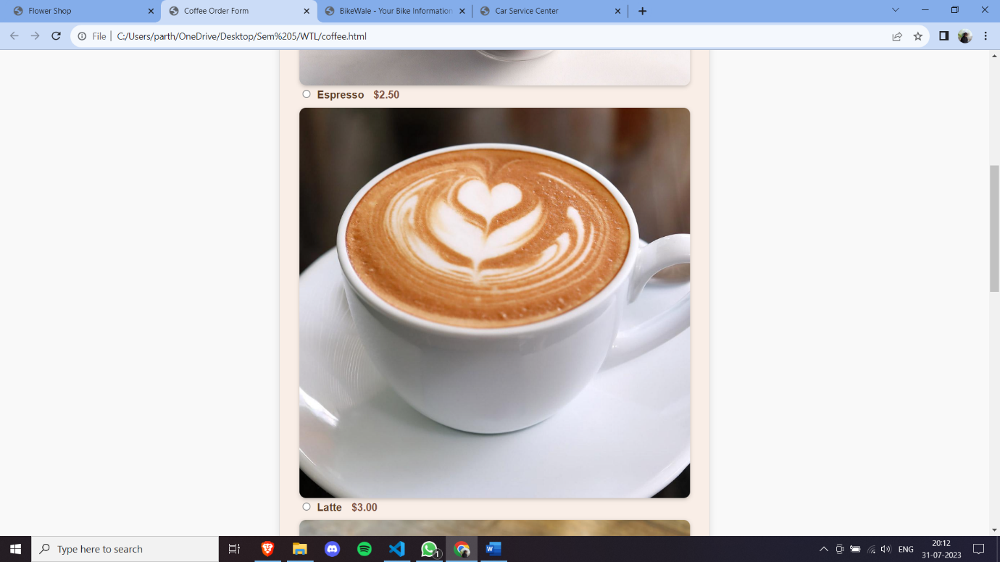 Flower Shop
Coffee Order Form
BikeWale - Your Bike Information
Car Service Center
File
C:/Users/parth/OneDrive/Desktop/Sem%205/WTL/coffee.html
Espresso $2.50
Latte $3.00
Type here to search
1
ENG
20:12
31-07-2023